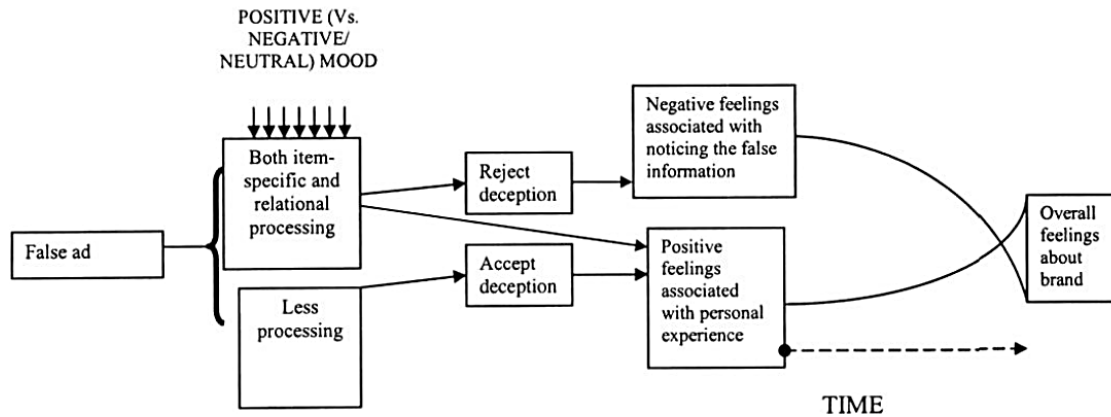 POSITIVE (Vs.
NEGATIVE/
NEUTRAL) MOOD
Both item-
specific and
relational
processing
Reject
deception
Negative feelings
associated with
noticing the false
information
False ad
Less
processing
Accept
deception
Positive
feelings
associated
with personal
experience
Overall
feelings
about
brand
TIME